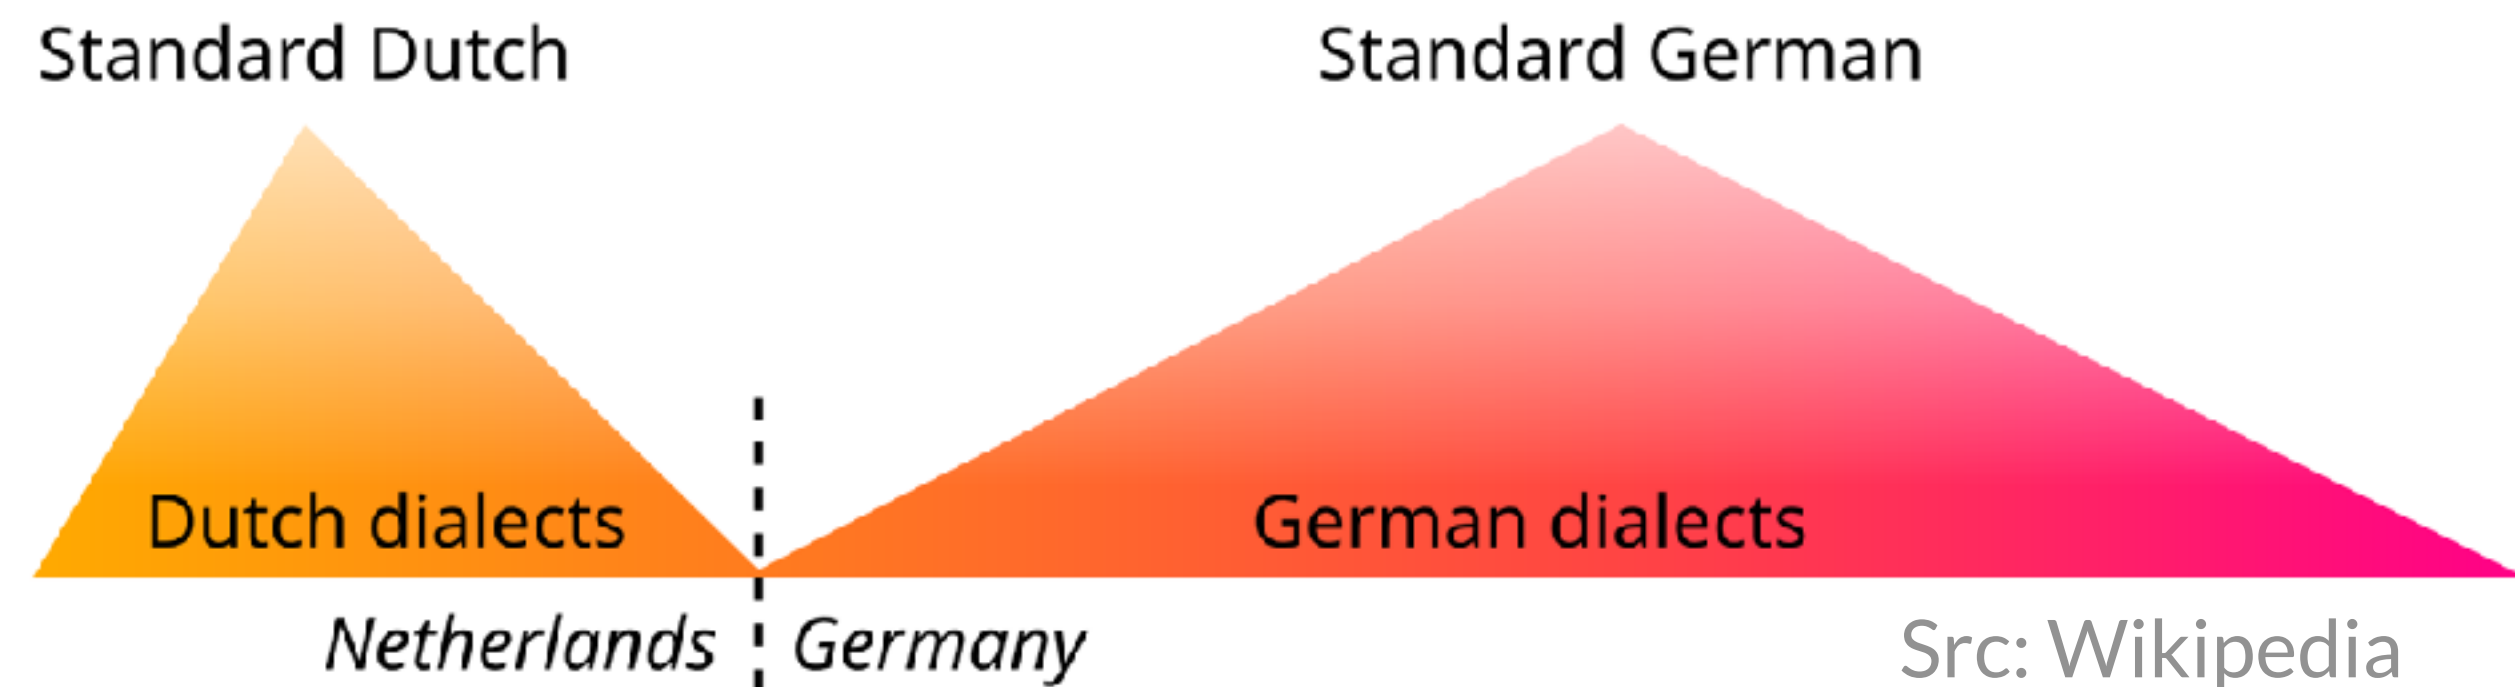 Standard Dutch
Standard German
Dutch dialects
German dialects
Netherlands
Germany
Src: Wikipedia